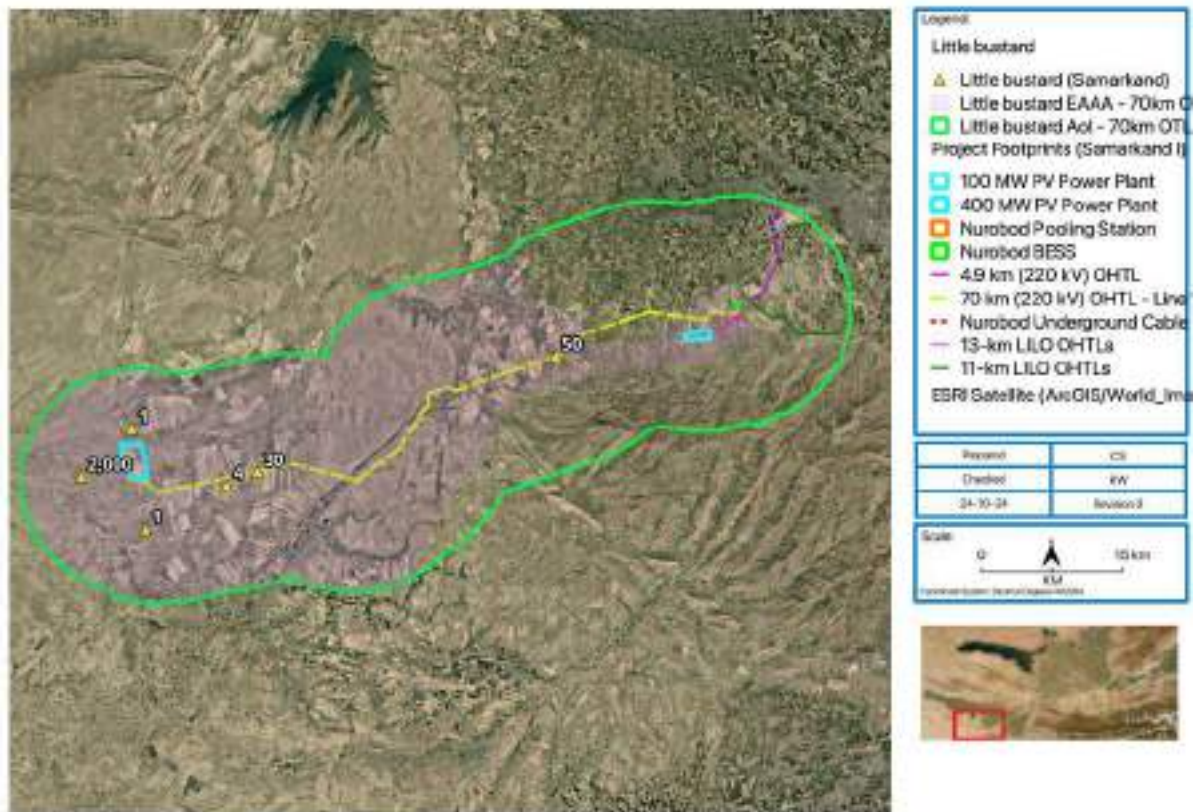 1
2,000
4
30
1
50
Legend
Little bustard
Little bustard (Samarkand)
Little bustard EAAA - 70km O
Little bustard AoI - 70km OTL
Project Footprints (Samarkand I)
100 MW PV Power Plant
400 MW PV Power Plant
Nurobod Pooling Station
Nurobod BESS
4.9 km (220 kV) OHTL
70 km (220 kV) OHTL - Line
Nurobod Underground Cable
13-km LILO OHTLs
11-km LILO OHTLs
ESRI Satellite (ArcGIS/World_Ima
Prepared CS
Checked KW
24-10-24
Scale
0 15 km
KM